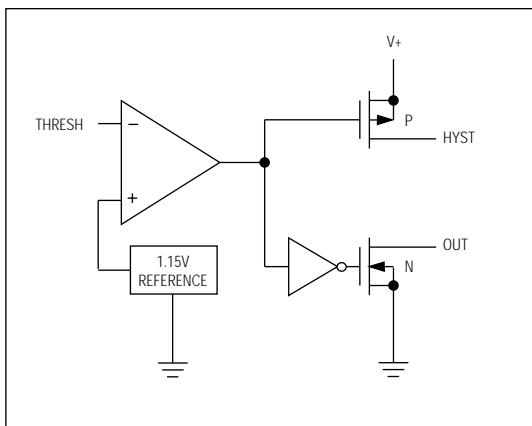 V+
THRESH
−
P
HYST
+
OUT
1.15V
REFERENCE
N